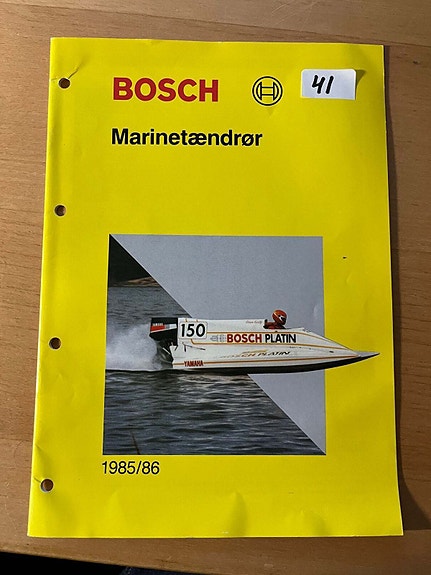 BOSCH
41
Marinetændrør
150
BOSCH PLATIN
YAMAHA
1985/86